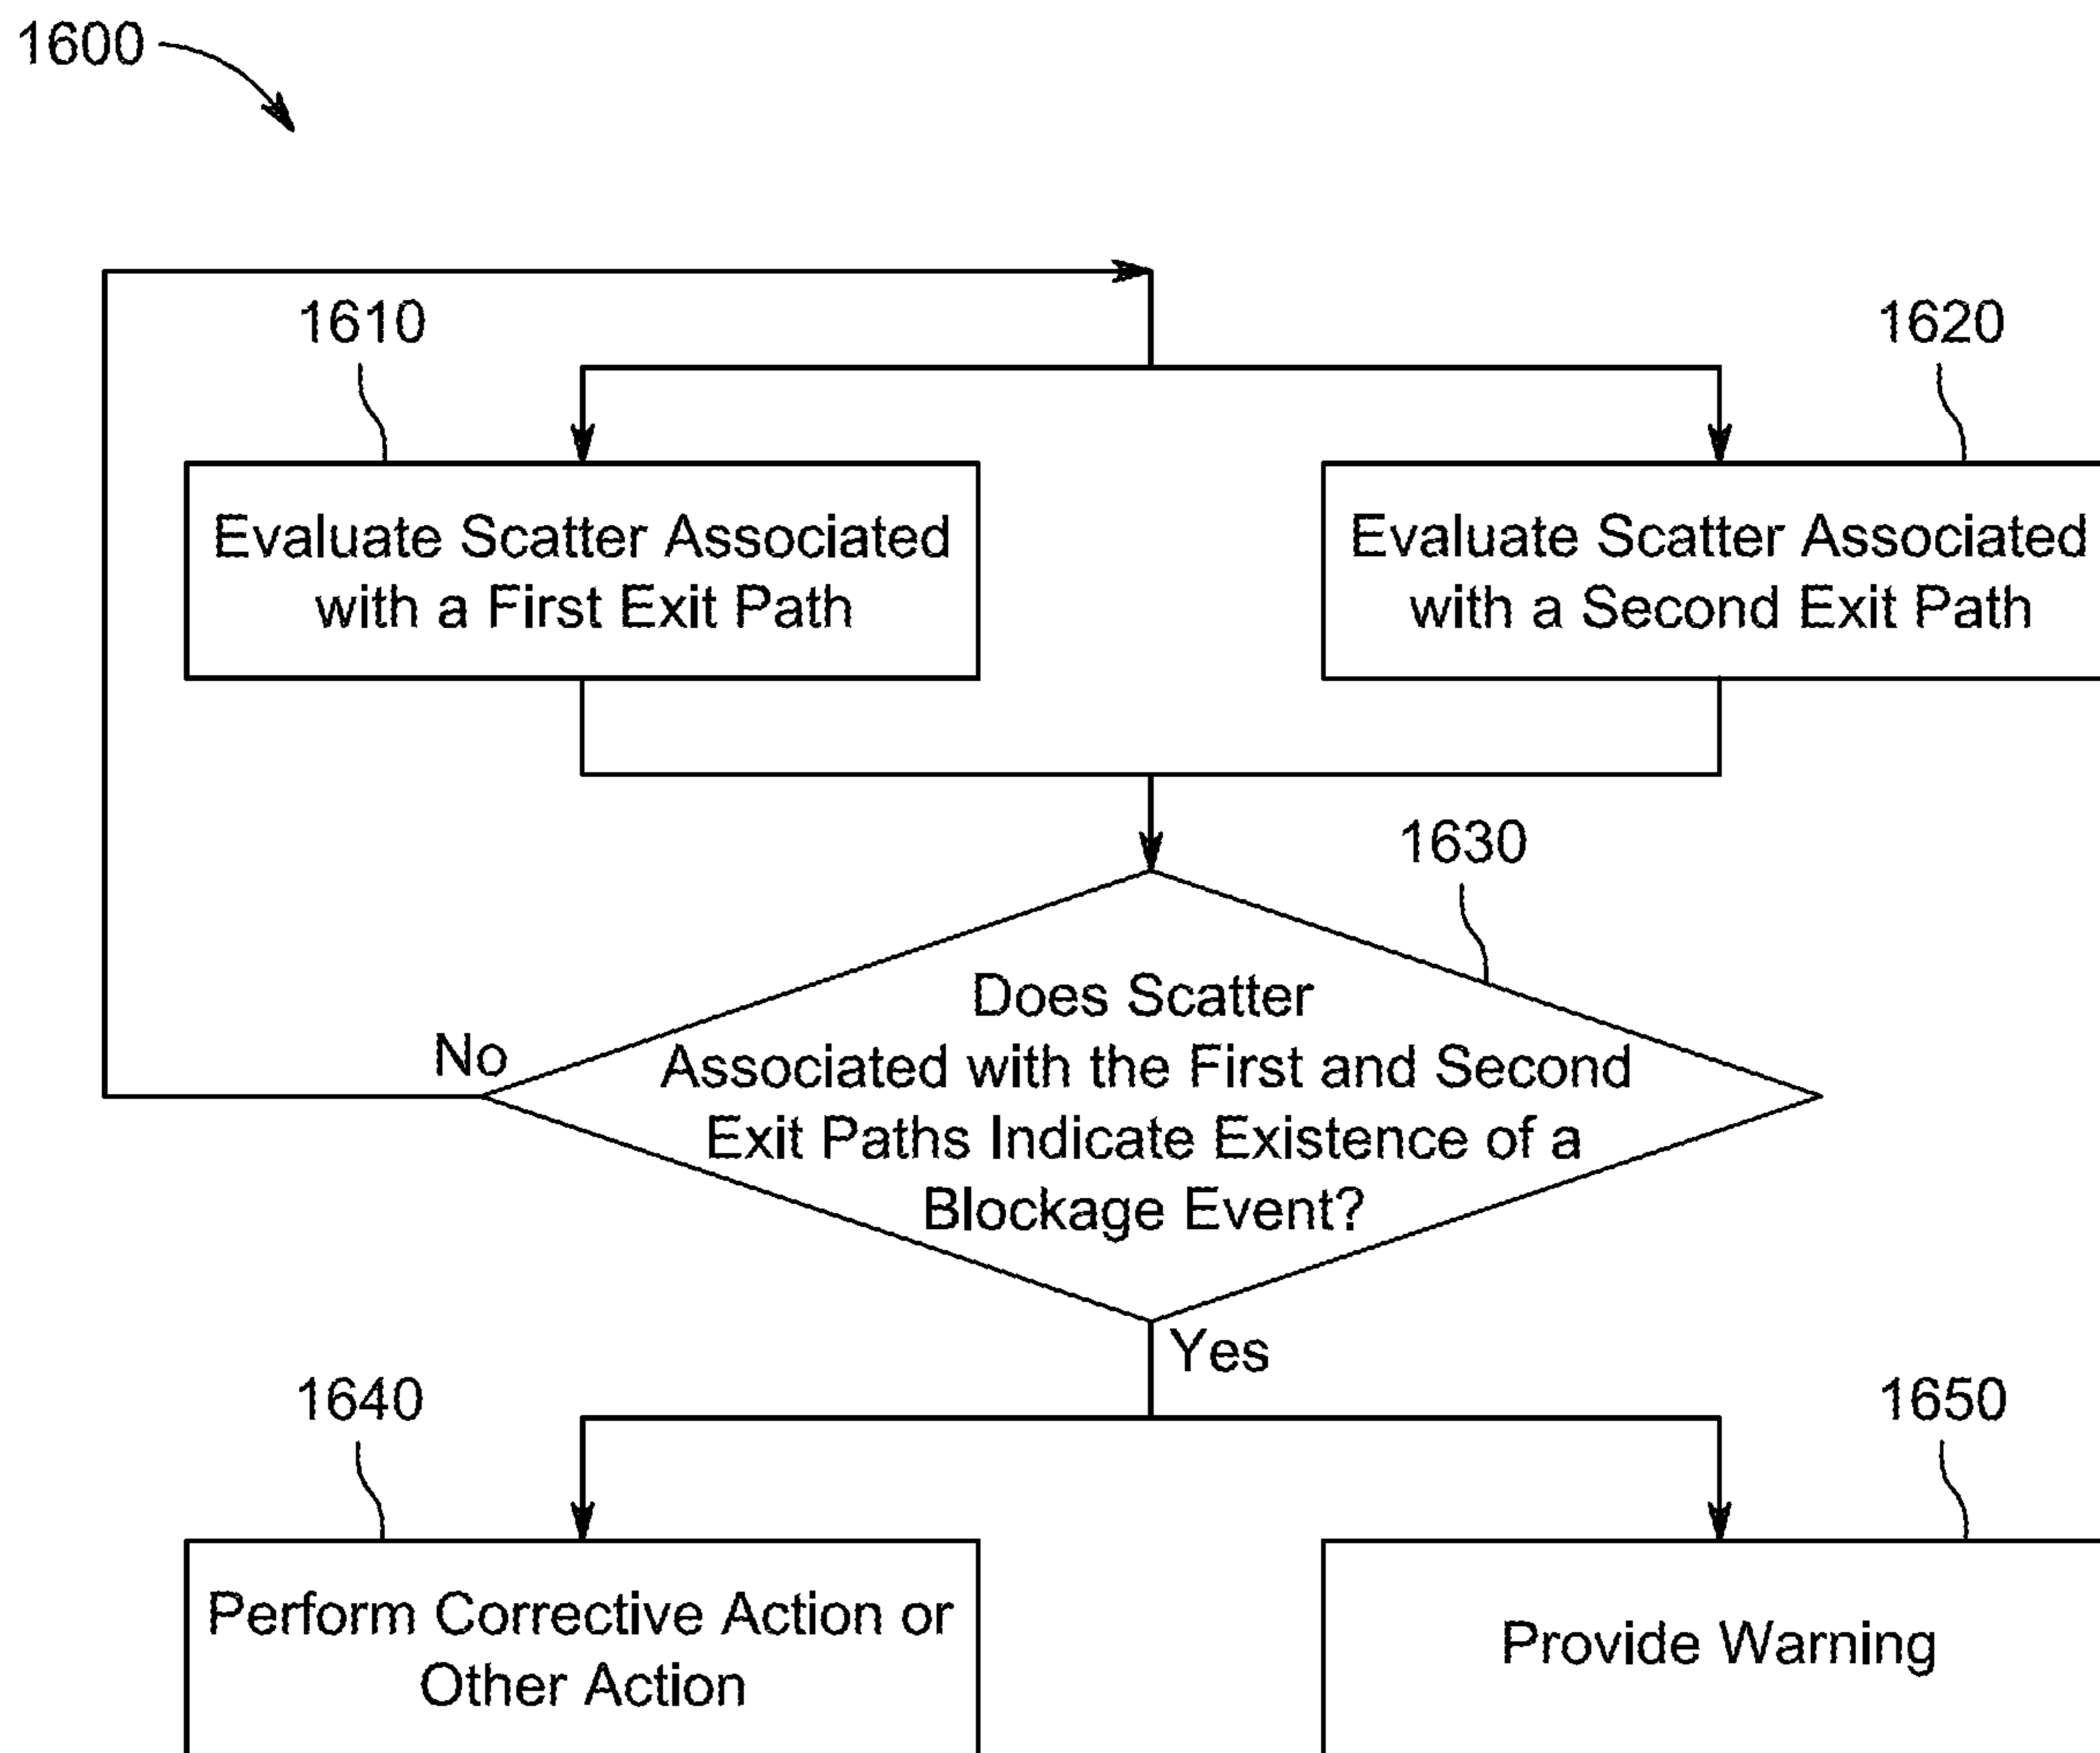 1600
1610
1620
Evaluate Scatter Associated
with a First Exit Path
Evaluate Scatter Associated
with a Second Exit Path
1630
Does Scatter
Associated with the First and Second
Exit Paths Indicate Existence of a
Blockage Event?
No
Yes
1640
1650
Perform Corrective Action or
Other Action
Provide Warning